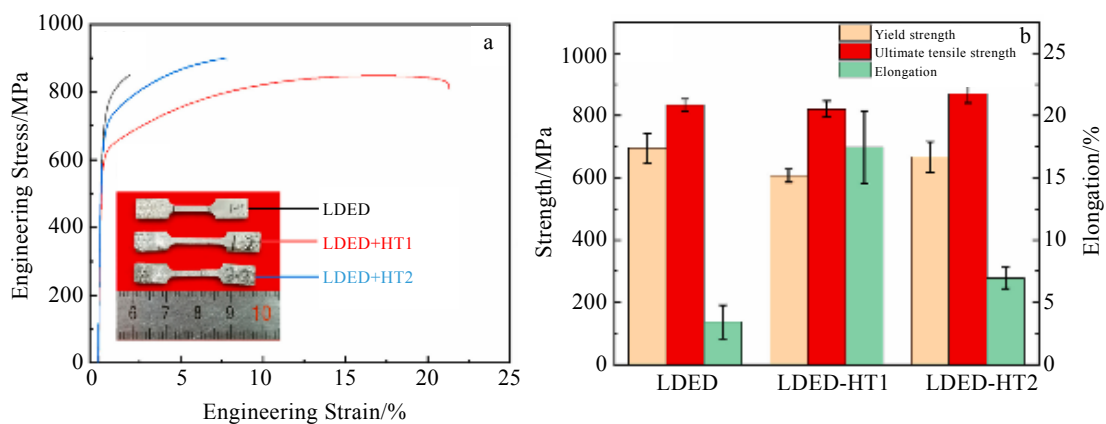 1000
800
600
400
200
0
0
5
10
15
20
25
Engineering Stress/MPa
Engineering Strain/%
a
LDED
LDED+HT1
LDED+HT2
6 7 8 9 10
b
Yield strength
Ultimate tensile strength
Elongation
1000
800
600
400
200
0
Strength/MPa
25
20
15
10
5
0
Elongation/%
LDED
LDED-HT1
LDED-HT2